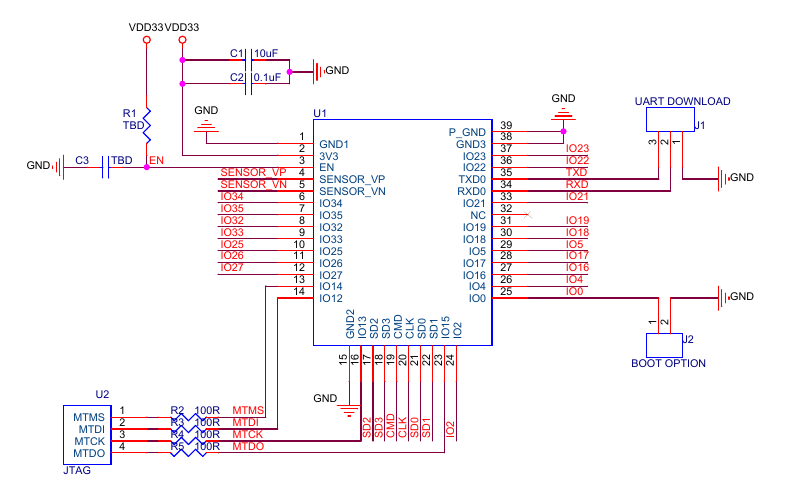 VDD33 VDD33
C1 10uF
C2 0.1uF
GND
R1
TBD
GND
GND C3 TBD EN
U1
1 GND1
2 3V3
3 EN
SENSOR_VP 4 SENSOR_VP
SENSOR_VN 5 SENSOR_VN
IO34 6 IO34
IO35 7 IO35
IO32 8 IO32
IO33 9 IO33
IO25 10 IO25
IO26 11 IO26
IO27 12 IO27
13 IO14
14 IO12
P_GND 39
GND3 38
IO23 37 IO23
IO22 36 IO22
TXD0 35 TXD
RXD0 34 RXD
IO21 33 IO21
NC 32
IO19 31 IO19
IO18 30 IO18
IO5 29 IO5
IO17 28 IO17
IO16 27 IO16
IO4 26 IO4
IO0 25 IO0
GND2 IO13 SD2 SD3 CMD CLK SD0 SD1 IO15 IO2
15 16 17 18 19 20 21 22 23 24
GND
SD2 SD3 CMD CLK SD0 SD1 IO2
GND
UART DOWNLOAD
J1
3 2 1
GND
GND
1 2
J2
BOOT OPTION
U2
MTMS 1 R2 100R MTMS
MTDI 2 R3 100R MTDI
MTCK 3 R4 100R MTCK
MTDO 4 R5 100R MTDO
JTAG